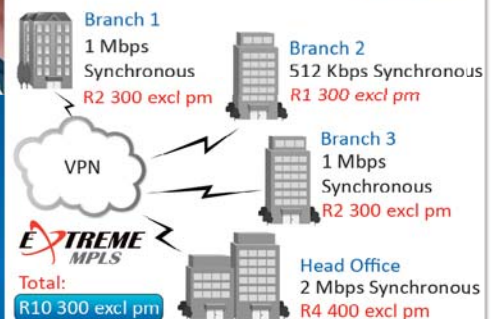 Branch 1
1 Mbps
Synchronous
R2 300 excl pm
Branch 2
512 Kbps Synchronous
R1 300 excl pm
Branch 3
1 Mbps
Synchronous
R2 300 excl pm
VPN
EXTREME
MPLS
Total:
R10 300 excl pm
Head Office
2 Mbps Synchronous
R4 400 excl pm